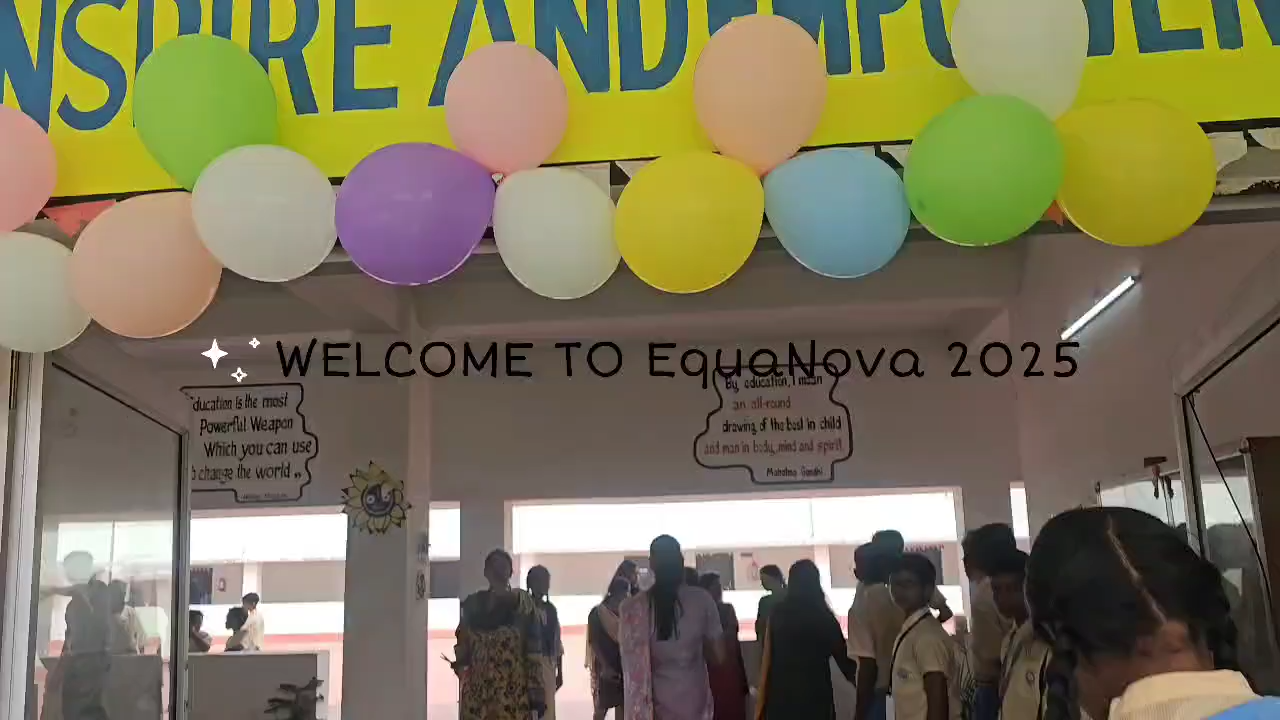 NSPIRE AND EMPOWER
WELCOME TO EquaNova 2025
ducation is the most
Powerful Weapon
Which you can use
change the world "
By, education, I mean
an all-round
drawing of the best in child
and man in body, mind and spirit.
Mahatma Gandhi